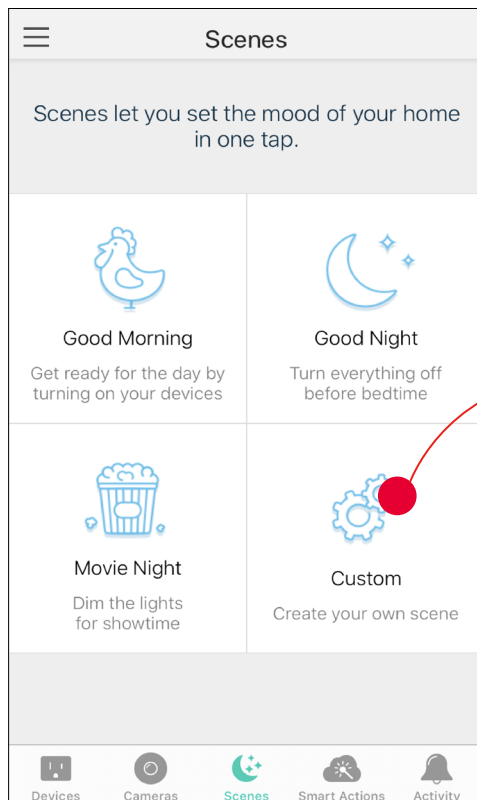 Scenes
Scenes let you set the mood of your home
in one tap.
Good Morning
Get ready for the day by
turning on your devices
Good Night
Turn everything off
before bedtime
Movie Night
Dim the lights
for showtime
Custom
Create your own scene
Devices
Cameras
Scenes
Smart Actions
Activity